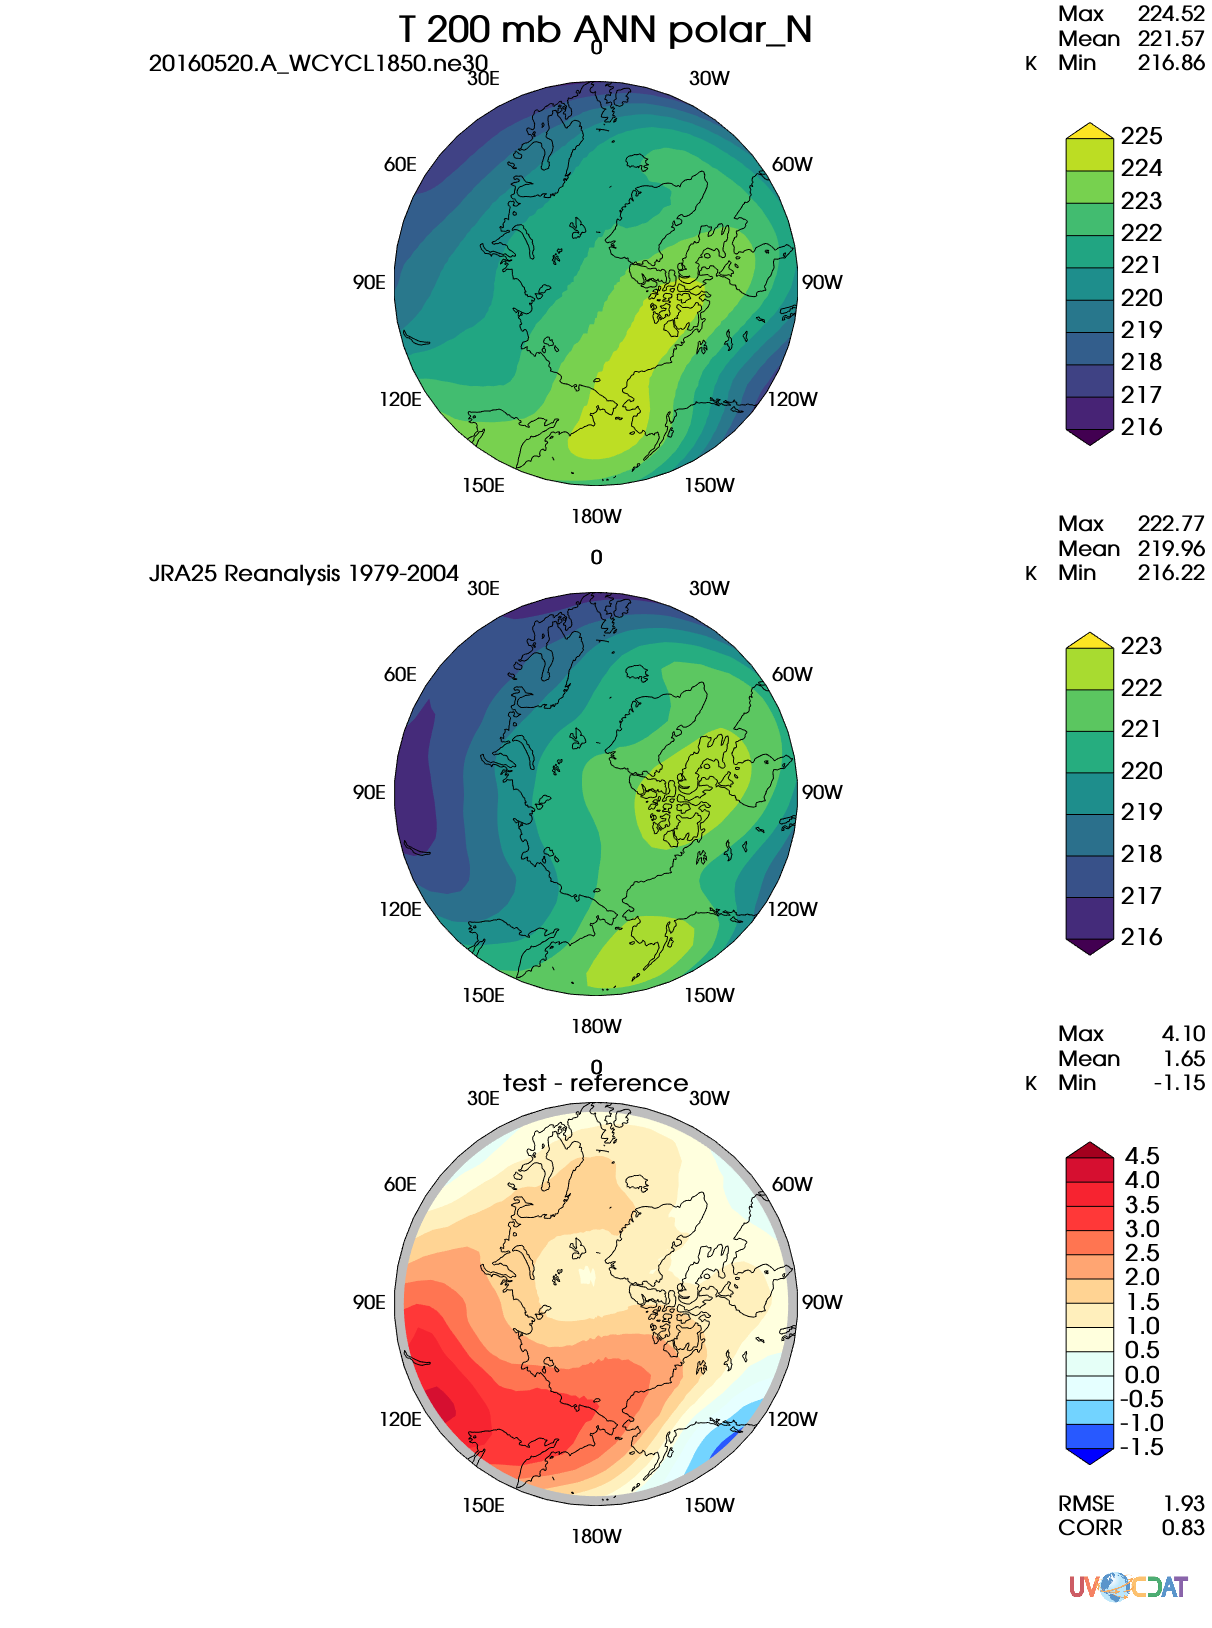 T 200 mb ANN polar_N
20160520.A_WCYCL1850.ne30
Max 224.52
Mean 221.57
K Min 216.86
0
30E 30W
60E 60W
90E 90W
120E 120W
150E 150W
180W
225
224
223
222
221
220
219
218
217
216
JRA25 Reanalysis 1979-2004
Max 222.77
Mean 219.96
K Min 216.22
0
30E 30W
60E 60W
90E 90W
120E 120W
150E 150W
180W
223
222
221
220
219
218
217
216
test - reference
Max 4.10
Mean 1.65
K Min -1.15
0
30E 30W
60E 60W
90E 90W
120E 120W
150E 150W
180W
4.5
4.0
3.5
3.0
2.5
2.0
1.5
1.0
0.5
0.0
-0.5
-1.0
-1.5
RMSE 1.93
CORR 0.83
UVCDAT